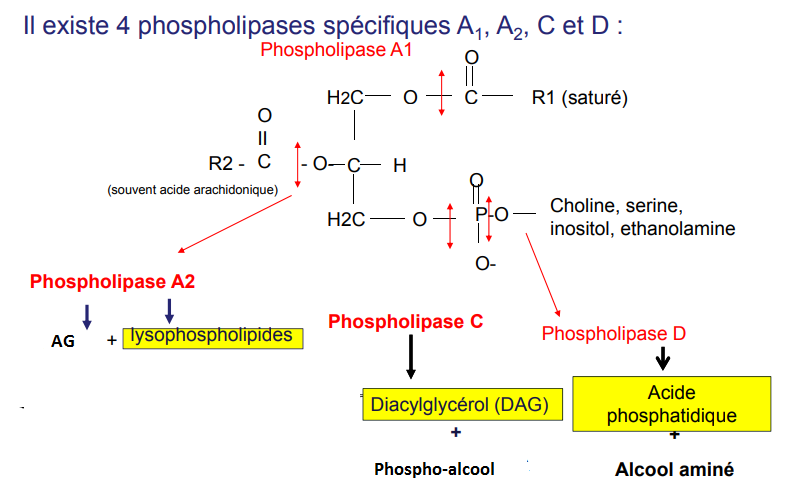 Il existe 4 phospholipases spécifiques A₁, A₂, C et D :
Phospholipase A1
O
H2C O C R1 (saturé)
O
R2 - C - O C H
(souvent acide arachidonique)
O
H2C O P-O Choline, serine,
inositol, ethanolamine
O-
Phospholipase A2
Phospholipase C
Phospholipase D
AG + lysophospholipides
Diacylglycérol (DAG)
+
Phospho-alcool
Acide
phosphatidique
+
Alcool aminé